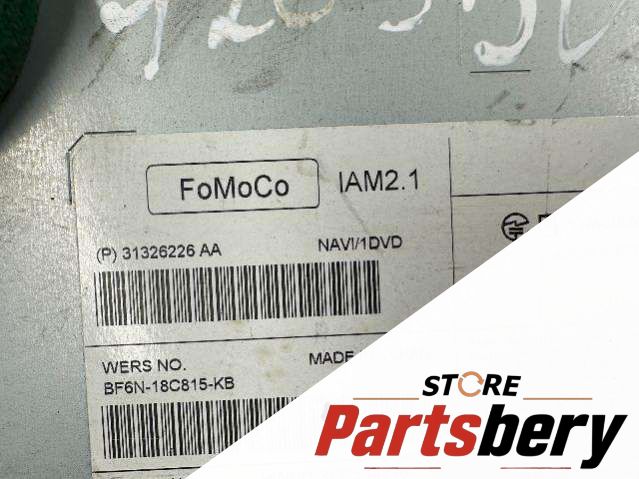 FoMoCo
IAM2.1
(P) 31326226 AA
NAVI/1DVD
WERS NO.
MADE
BF6N-18C815-KB
STORE
Partsbery